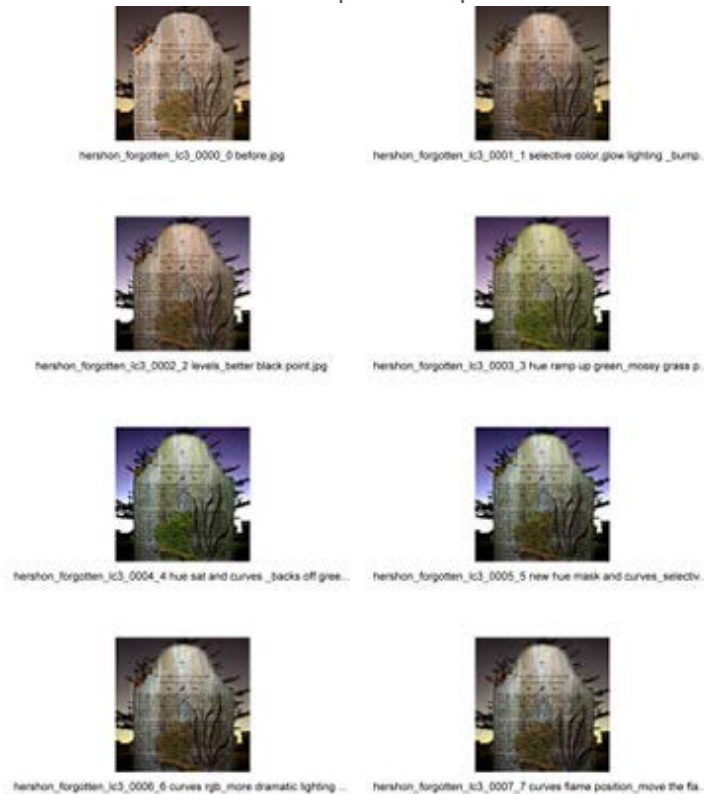 hershon_forgotten_lc3_0000_0 before.jpg
hershon_forgotten_lc3_0001_1 selective color,glow lighting _bump...
hershon_forgotten_lc3_0002_2 levels_better black point.jpg
hershon_forgotten_lc3_0003_3 hue ramp up green_mossy grass p...
hershon_forgotten_lc3_0004_4 hue sat and curves _backs off gree...
hershon_forgotten_lc3_0005_5 new hue mask and curves_selectiv...
hershon_forgotten_lc3_0006_6 curves rgb_more dramatic lighting ...
hershon_forgotten_lc3_0007_7 curves flame position_move the fla...